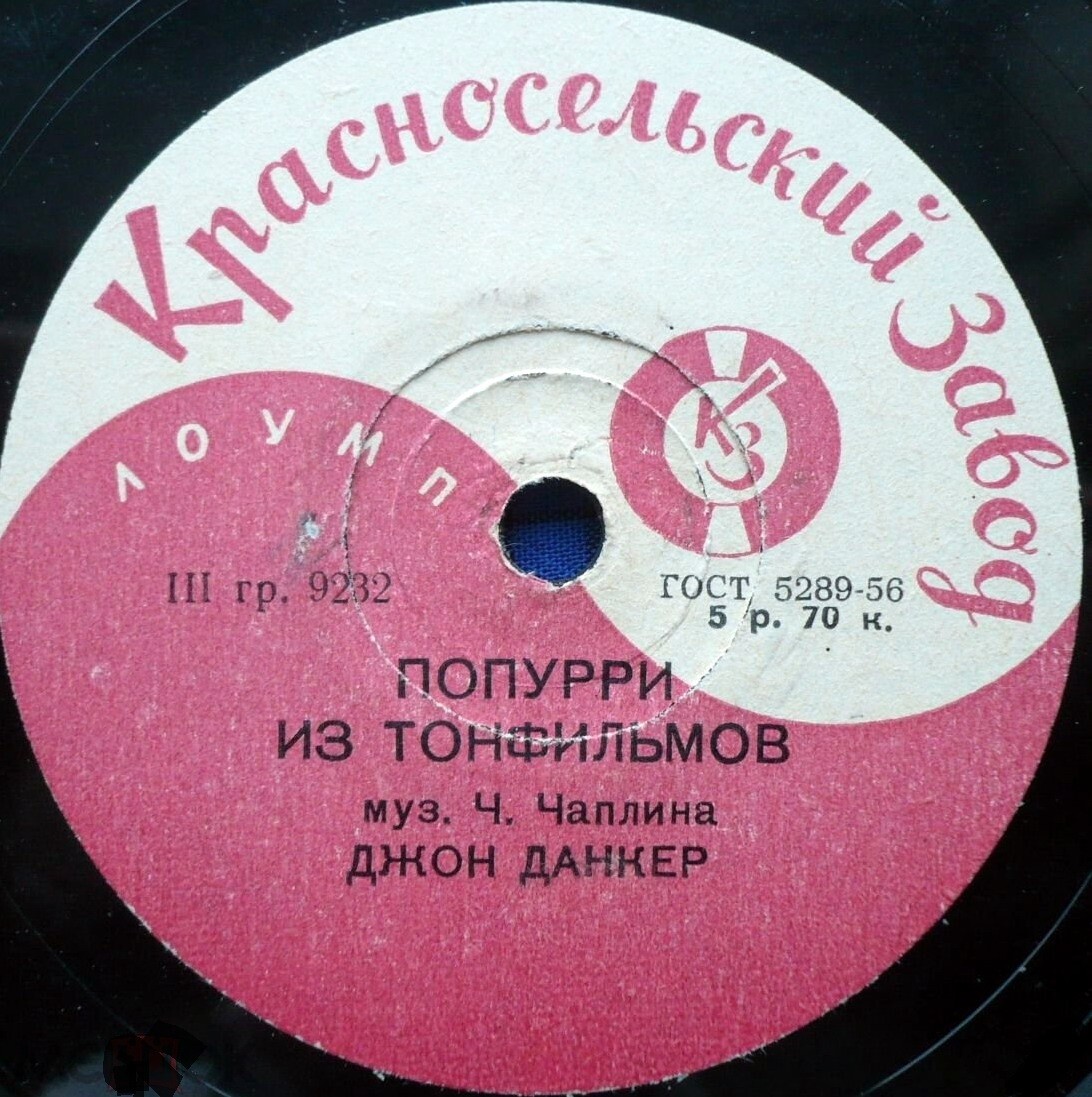 Красносельский Завод
ЛОУМП
КЗ
III гр. 9232
ГОСТ 5289-56
5 р. 70 к.
ПОПУРРИ
ИЗ ТОНФИЛЬМОВ
муз. Ч. Чаплина
ДЖОН ДАНКЕР